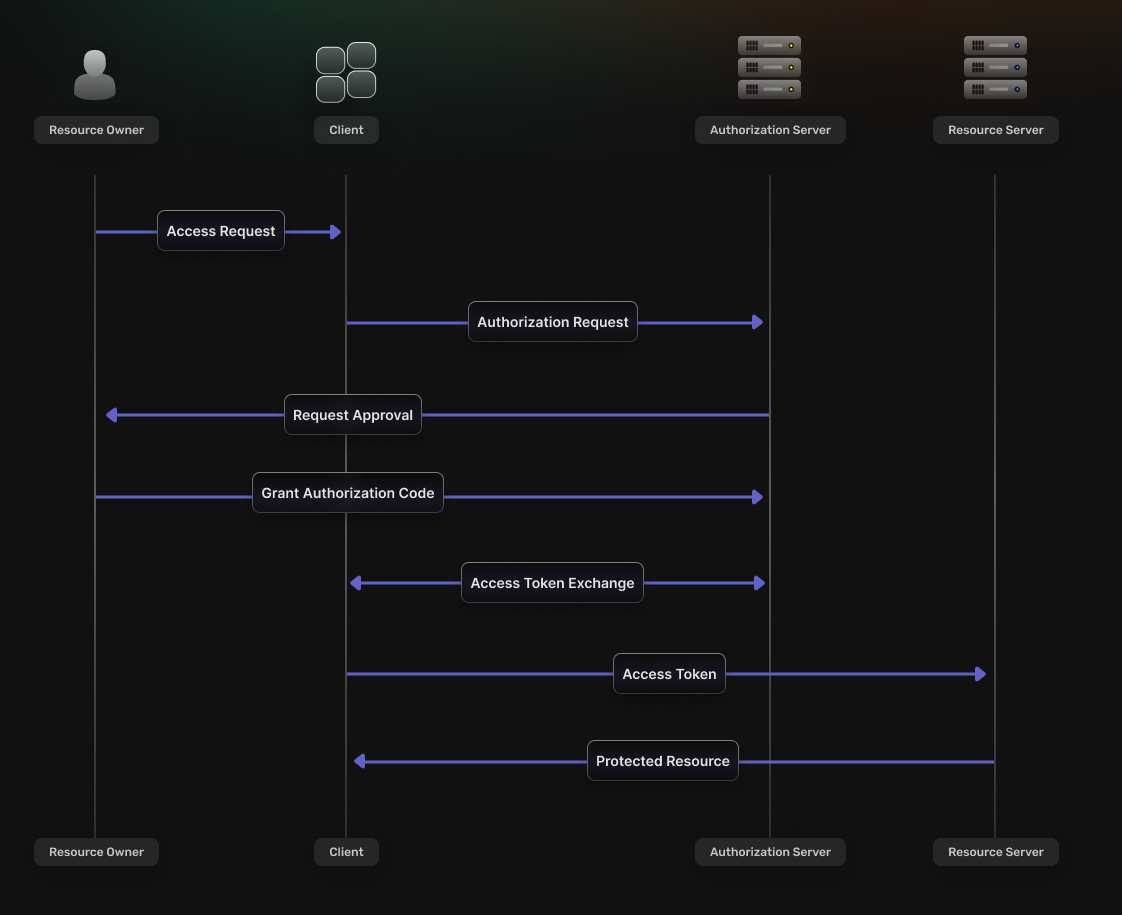 Resource Owner
Client
Authorization Server
Resource Server
Access Request
Authorization Request
Request Approval
Grant Authorization Code
Access Token Exchange
Access Token
Protected Resource
Resource Owner
Client
Authorization Server
Resource Server